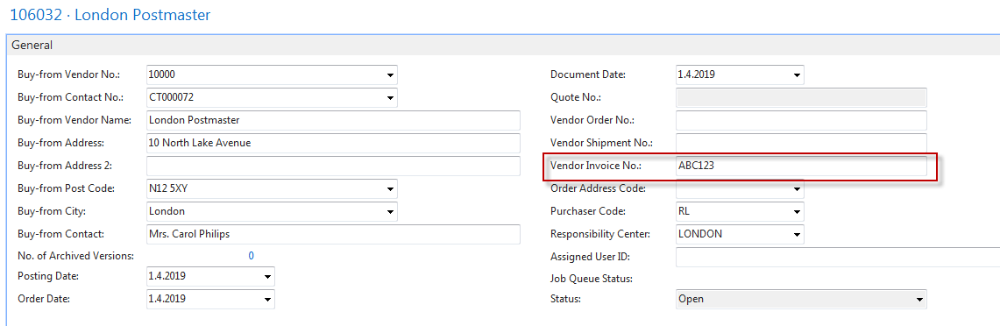 106032 · London Postmaster
General
Buy-from Vendor No.: 10000
Buy-from Contact No.: CT000072
Buy-from Vendor Name: London Postmaster
Buy-from Address: 10 North Lake Avenue
Buy-from Address 2:
Buy-from Post Code: N12 5XY
Buy-from City: London
Buy-from Contact: Mrs. Carol Philips
No. of Archived Versions: 0
Posting Date: 1.4.2019
Order Date: 1.4.2019
Document Date: 1.4.2019
Quote No.:
Vendor Order No.:
Vendor Shipment No.:
Vendor Invoice No.: ABC123
Order Address Code:
Purchaser Code: RL
Responsibility Center: LONDON
Assigned User ID:
Job Queue Status:
Status: Open